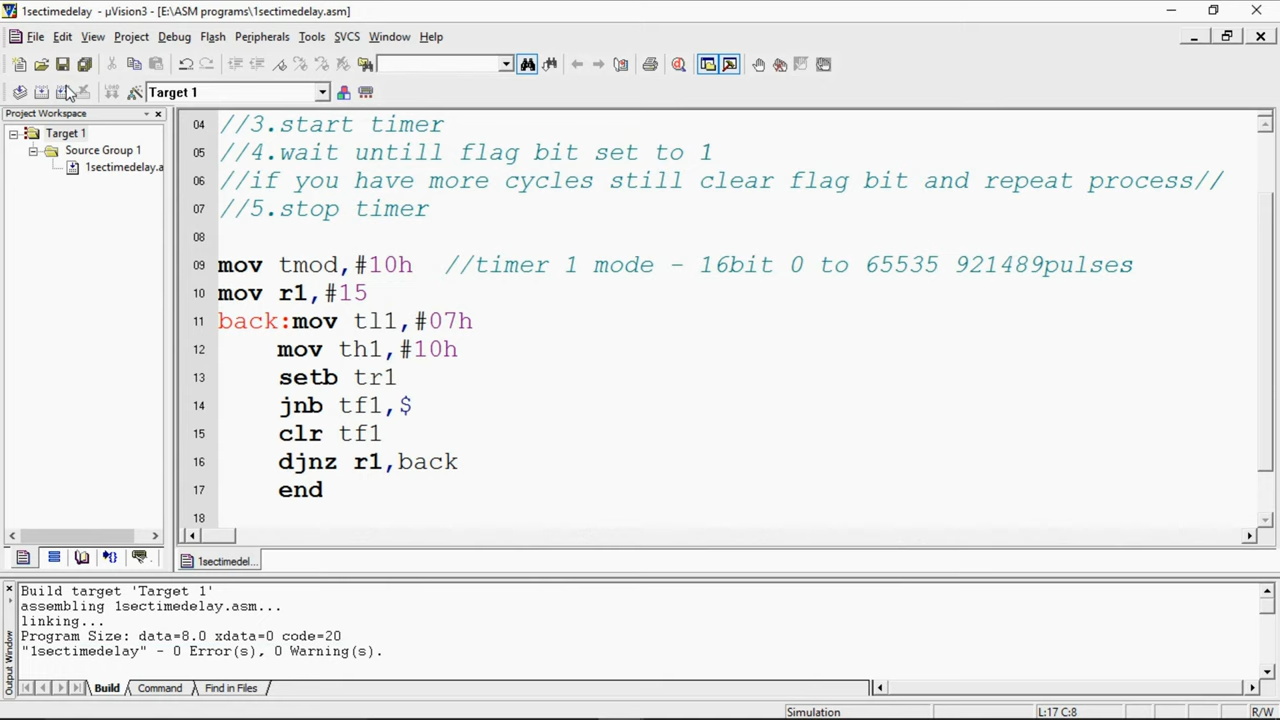 1sectimedelay - µVision3 - [E:\ASM programs\1sectimedelay.asm]
File Edit View Project Debug Flash Peripherals Tools SVCS Window Help
LOAD Target 1
Project Workspace
Target 1
Source Group 1
1sectimedelay.a
04 //3.start timer
05 //4.wait untill flag bit set to 1
06 //if you have more cycles still clear flag bit and repeat process//
07 //5.stop timer
08
09 mov tmod,#10h //timer 1 mode - 16bit 0 to 65535 921489pulses
10 mov r1,#15
11 back:mov tl1,#07h
12 mov th1,#10h
13 setb tr1
14 jnb tf1,$
15 clr tf1
16 djnz r1,back
17 end
18
1sectimedel...
Build target 'Target 1'
assembling 1sectimedelay.asm...
linking...
Program Size: data=8.0 xdata=0 code=20
"1sectimedelay" - 0 Error(s), 0 Warning(s).
Output Window
Build Command Find in Files
Simulation L:17 C:8 R/W